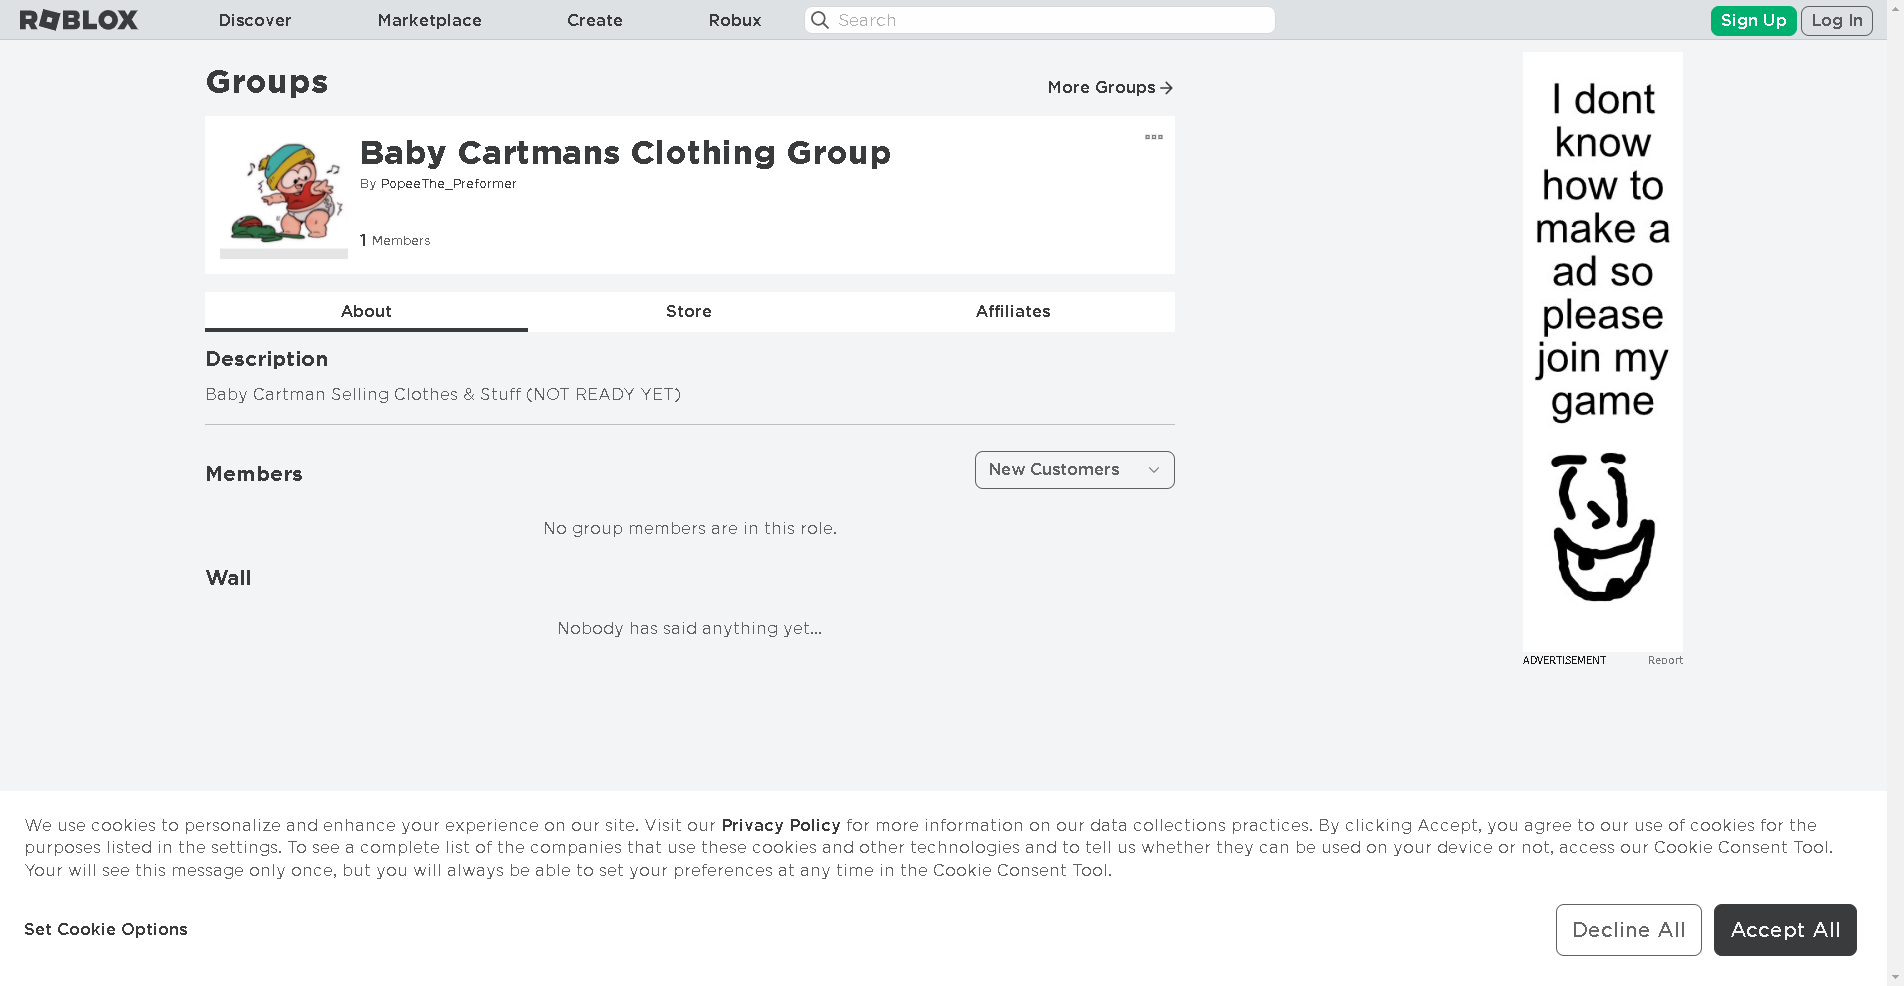 ROBLOX Discover Marketplace Create Robux Search Sign Up Log In
Groups
More Groups
Baby Cartmans Clothing Group
By PopeeThe_Preformer
1 Members
About Store Affiliates
Description
Baby Cartman Selling Clothes & Stuff (NOT READY YET)
Members
New Customers
No group members are in this role.
Wall
Nobody has said anything yet...
I dont
know
how to
make a
ad so
please
join my
game
ADVERTISEMENT Report
We use cookies to personalize and enhance your experience on our site. Visit our Privacy Policy for more information on our data collections practices. By clicking Accept, you agree to our use of cookies for the
purposes listed in the settings. To see a complete list of the companies that use these cookies and other technologies and to tell us whether they can be used on your device or not, access our Cookie Consent Tool.
Your will see this message only once, but you will always be able to set your preferences at any time in the Cookie Consent Tool.
Set Cookie Options
Decline All
Accept All